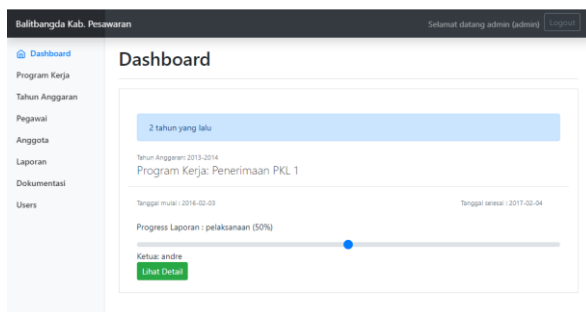 Balitbangda Kab. Pesawaran
Selamat datang admin (admin) Logout
Dashboard
Program Kerja
Tahun Anggaran
Pegawai
Anggota
Laporan
Dokumentasi
Users
Dashboard
2 tahun yang lalu
Tahun Anggaran: 2013-2014
Program Kerja: Penerimaan PKL 1
Tanggal mulai : 2016-02-03
Tanggal selesai : 2017-02-04
Progress Laporan : pelaksanaan (50%)
Ketua: andre
Lihat Detail